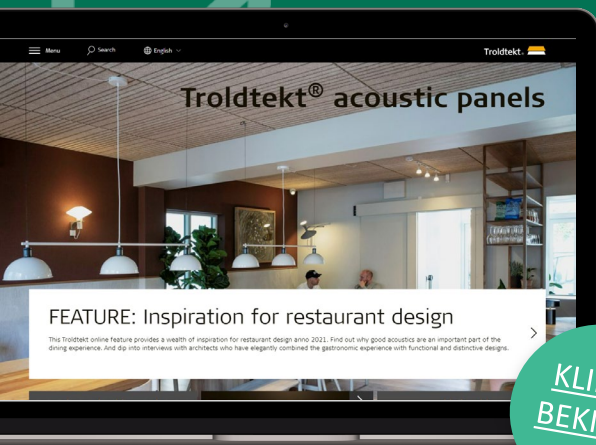 Menu
Search
English
Troldtekt
Troldtekt® acoustic panels
FEATURE: Inspiration for restaurant design
This Troldtekt online feature provides a wealth of inspiration for restaurant design anno 2021. Find out why good acoustics are an important part of the
dining experience. And dip into interviews with architects who have elegantly combined the gastronomic experience with functional and distinctive designs.